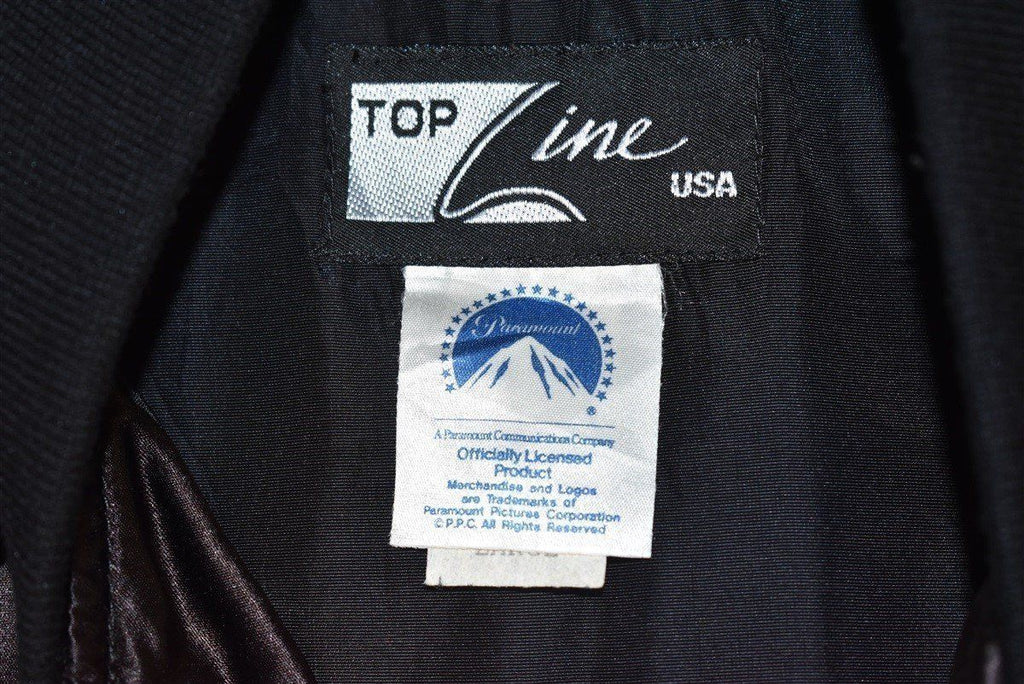 TOP Line
USA
Paramount
®
A Paramount Communications Company
Officially Licensed
Product
Merchandise and Logos
are Trademarks of
Paramount Pictures Corporation
© P.P.C. All Rights Reserved
LARGE